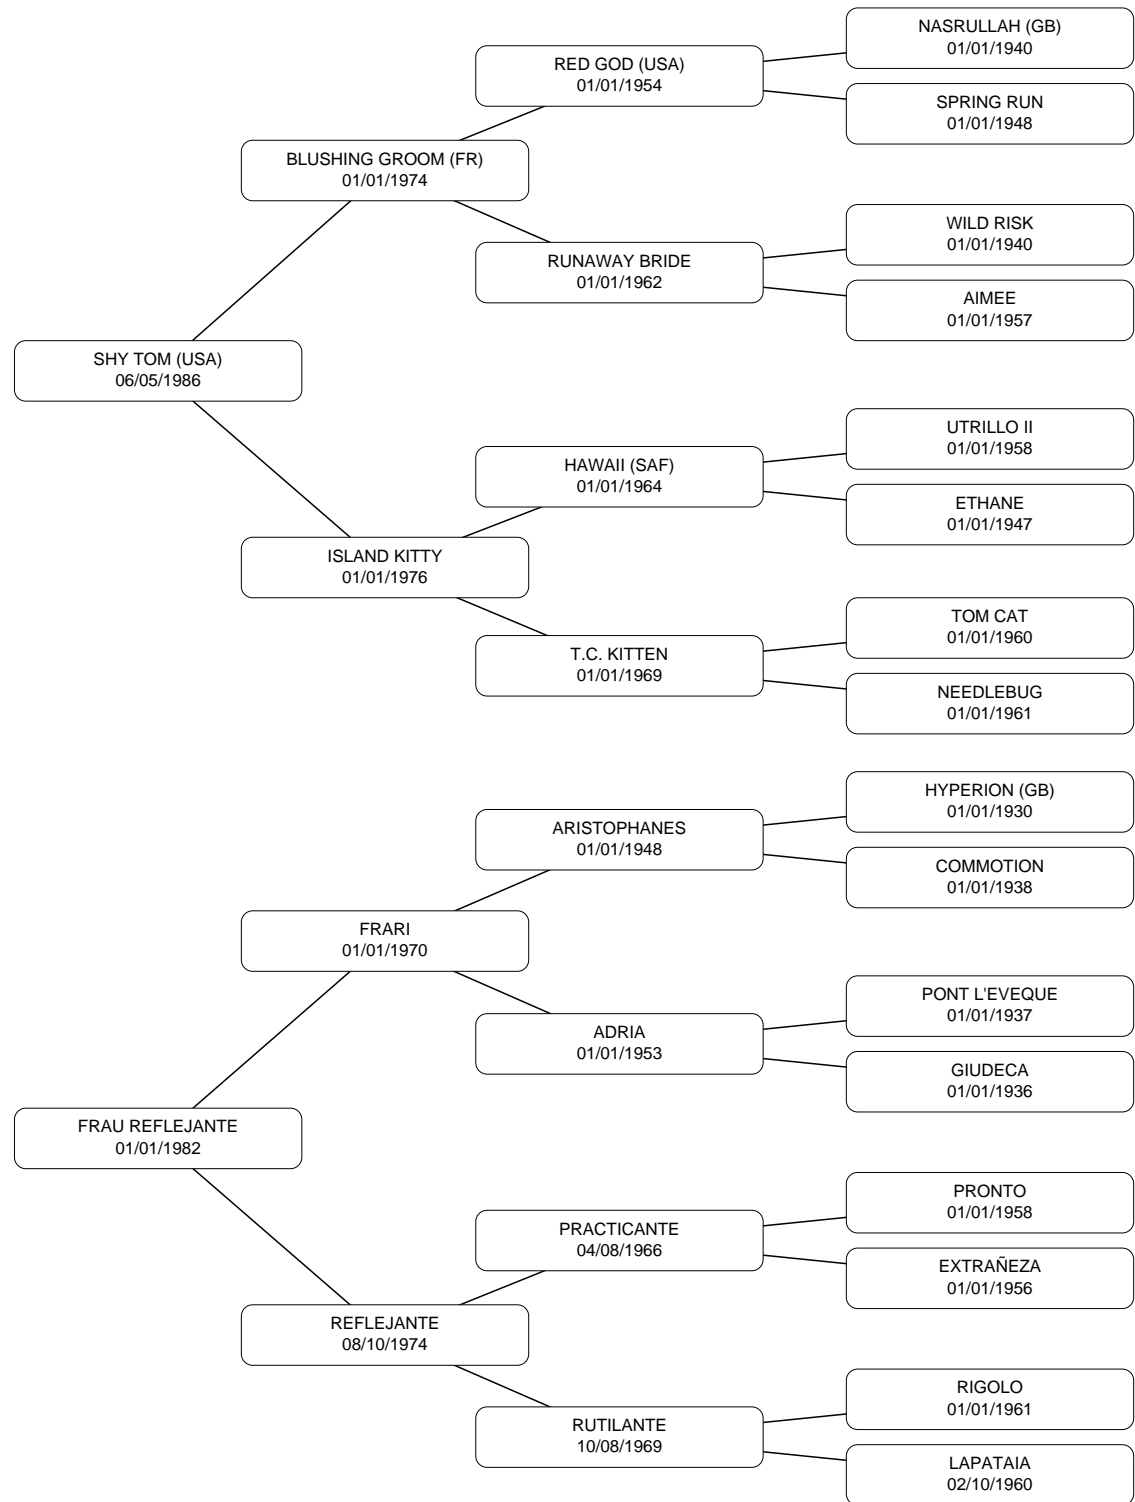 NASRULLAH (GB)
01/01/1940
RED GOD (USA)
01/01/1954
SPRING RUN
01/01/1948
BLUSHING GROOM (FR)
01/01/1974
WILD RISK
01/01/1940
RUNAWAY BRIDE
01/01/1962
AIMEE
01/01/1957
SHY TOM (USA)
06/05/1986
UTRILLO II
01/01/1958
HAWAII (SAF)
01/01/1964
ETHANE
01/01/1947
ISLAND KITTY
01/01/1976
TOM CAT
01/01/1960
T.C. KITTEN
01/01/1969
NEEDLEBUG
01/01/1961
HYPERION (GB)
01/01/1930
ARISTOPHANES
01/01/1948
COMMOTION
01/01/1938
FRARI
01/01/1970
PONT L'EVEQUE
01/01/1937
ADRIA
01/01/1953
GIUDECA
01/01/1936
FRAU REFLEJANTE
01/01/1982
PRONTO
01/01/1958
PRACTICANTE
04/08/1966
EXTRAÑEZA
01/01/1956
REFLEJANTE
08/10/1974
RIGOLO
01/01/1961
RUTILANTE
10/08/1969
LAPATAIA
02/10/1960